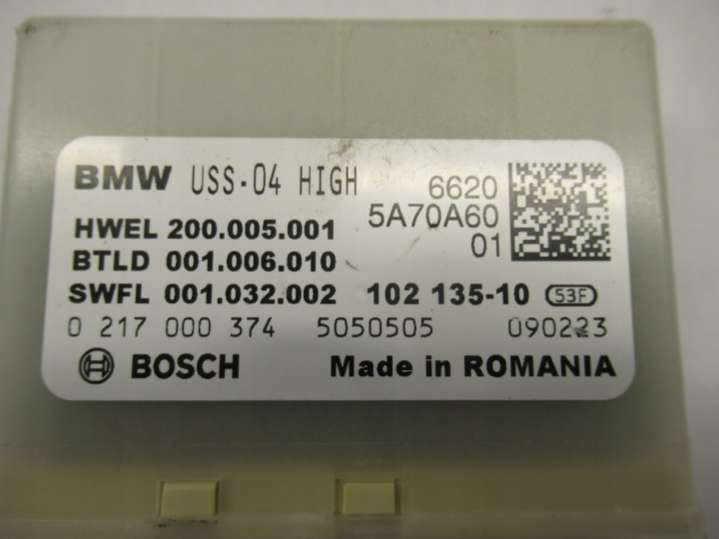 BMW USS-04 HIGH 6620
HWEL 200.005.001 5A70A60
BTLD 001.006.010 01
SWFL 001.032.002 102 135-10 S3F
0 217 000 374 5050505 090223
BOSCH Made in ROMANIA